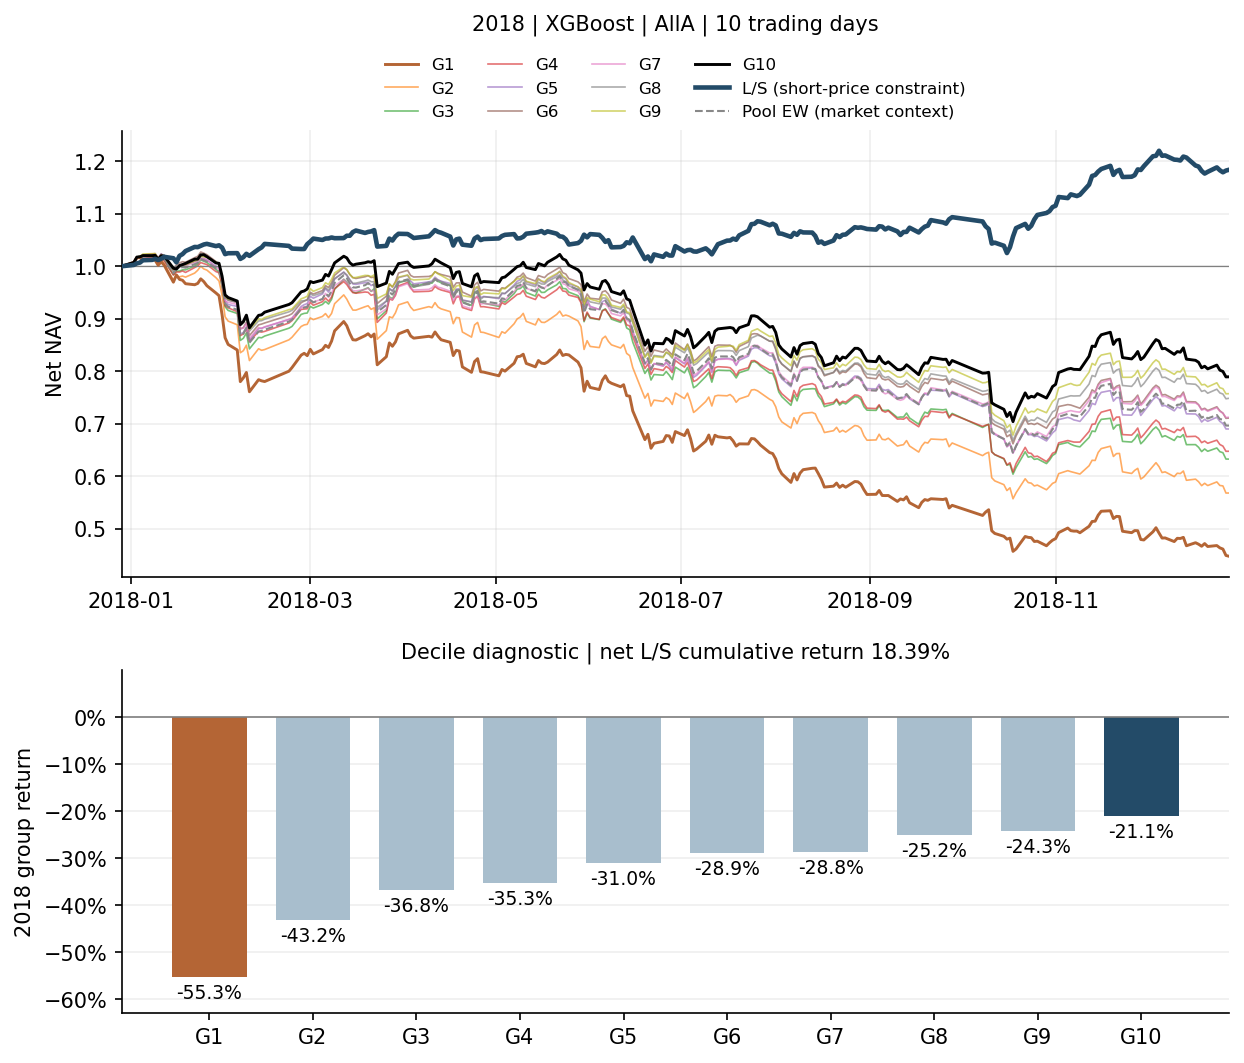 2018 | XGBoost | AllA | 10 trading days
G1 G4 G7 G10
G2 G5 G8 L/S (short-price constraint)
G3 G6 G9 Pool EW (market context)
Net NAV
1.2
1.1
1.0
0.9
0.8
0.7
0.6
0.5
2018-01 2018-03 2018-05 2018-07 2018-09 2018-11
Decile diagnostic | net L/S cumulative return 18.39%
2018 group return
0%
−10%
−20%
−30%
−40%
−50%
−60%
-55.3%
-43.2%
-36.8%
-35.3%
-31.0%
-28.9%
-28.8%
-25.2%
-24.3%
-21.1%
G1 G2 G3 G4 G5 G6 G7 G8 G9 G10